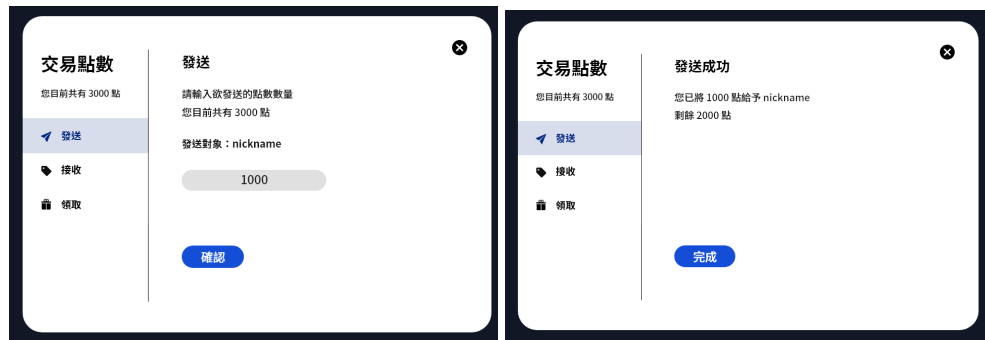 交易點數
您目前共有 3000 點
發送
接收
領取
發送
請輸入欲發送的點數數量
您目前共有 3000 點
發送對象：nickname
1000
確認
交易點數
您目前共有 3000 點
發送
接收
領取
發送成功
您已將 1000 點給予 nickname
剩餘 2000 點
完成